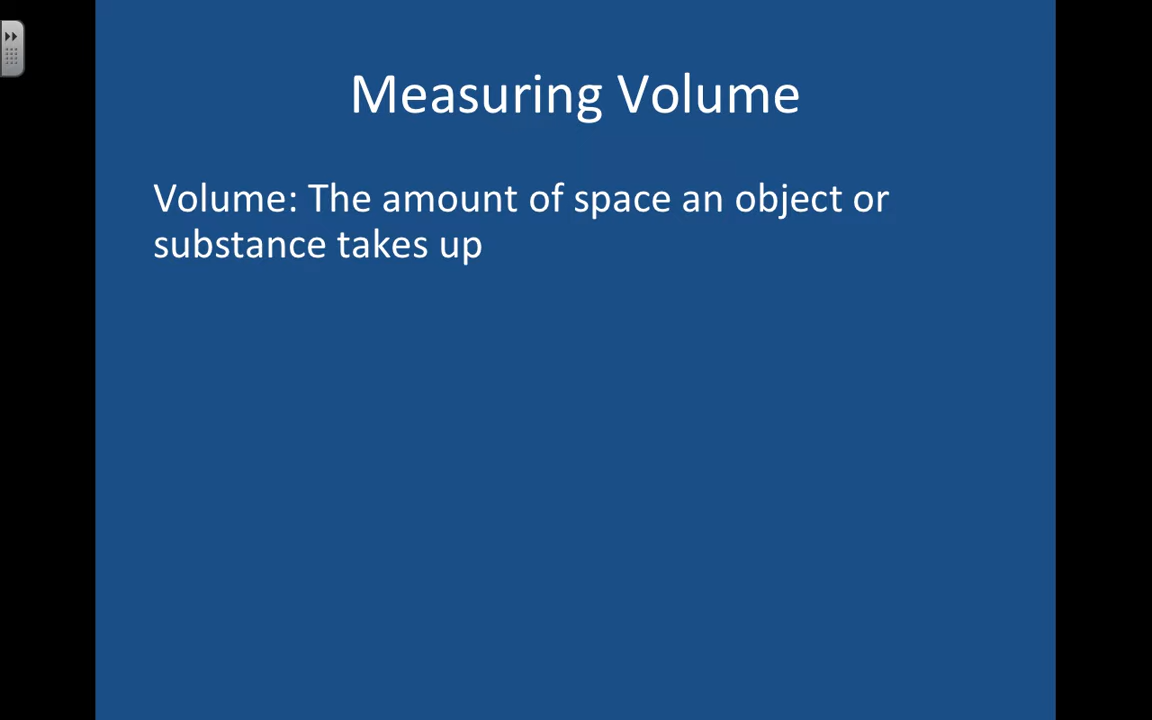 Measuring Volume
Volume: The amount of space an object or
substance takes up